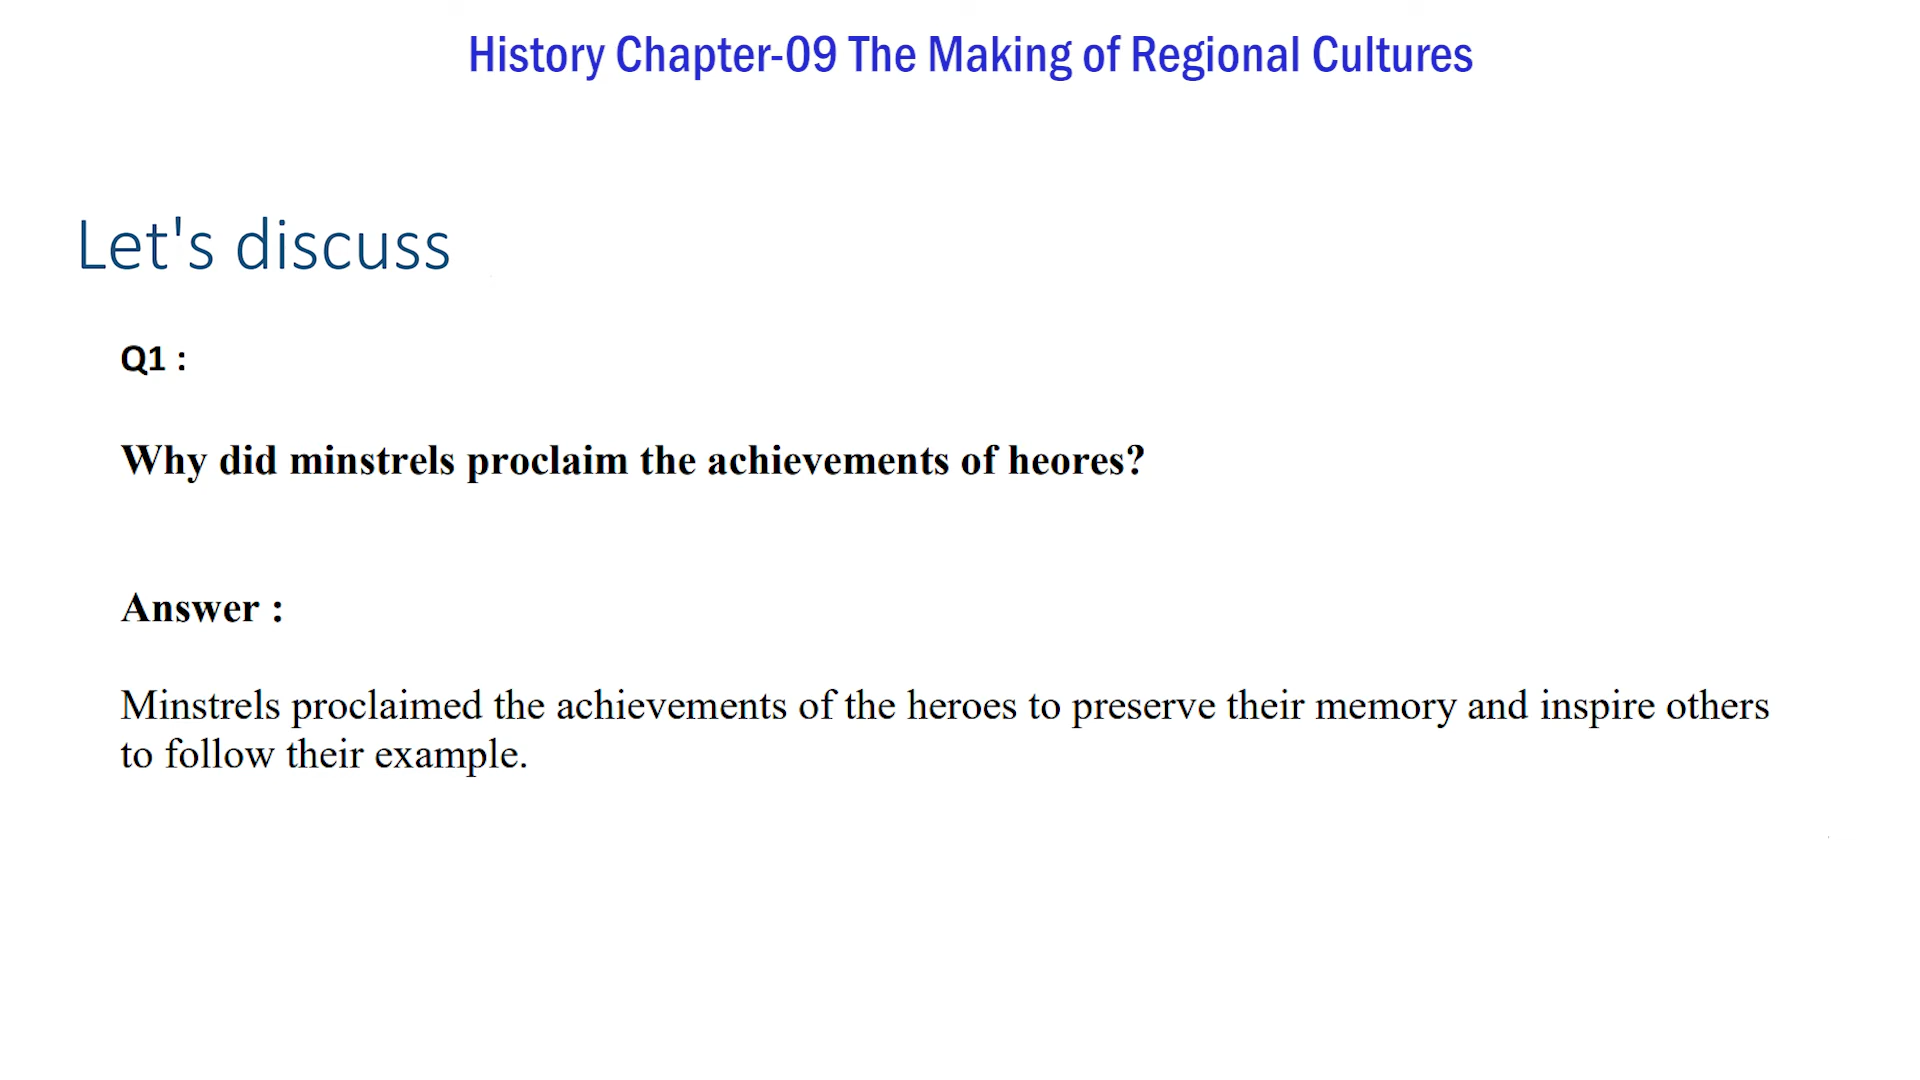 History Chapter-09 The Making of Regional Cultures
Let's discuss
Q1 :
Why did minstrels proclaim the achievements of heores?
Answer :
Minstrels proclaimed the achievements of the heroes to preserve their memory and inspire others
to follow their example.